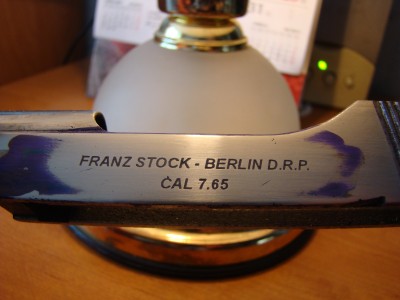 FRANZ STOCK - BERLIN D.R.P.
CAL 7.65